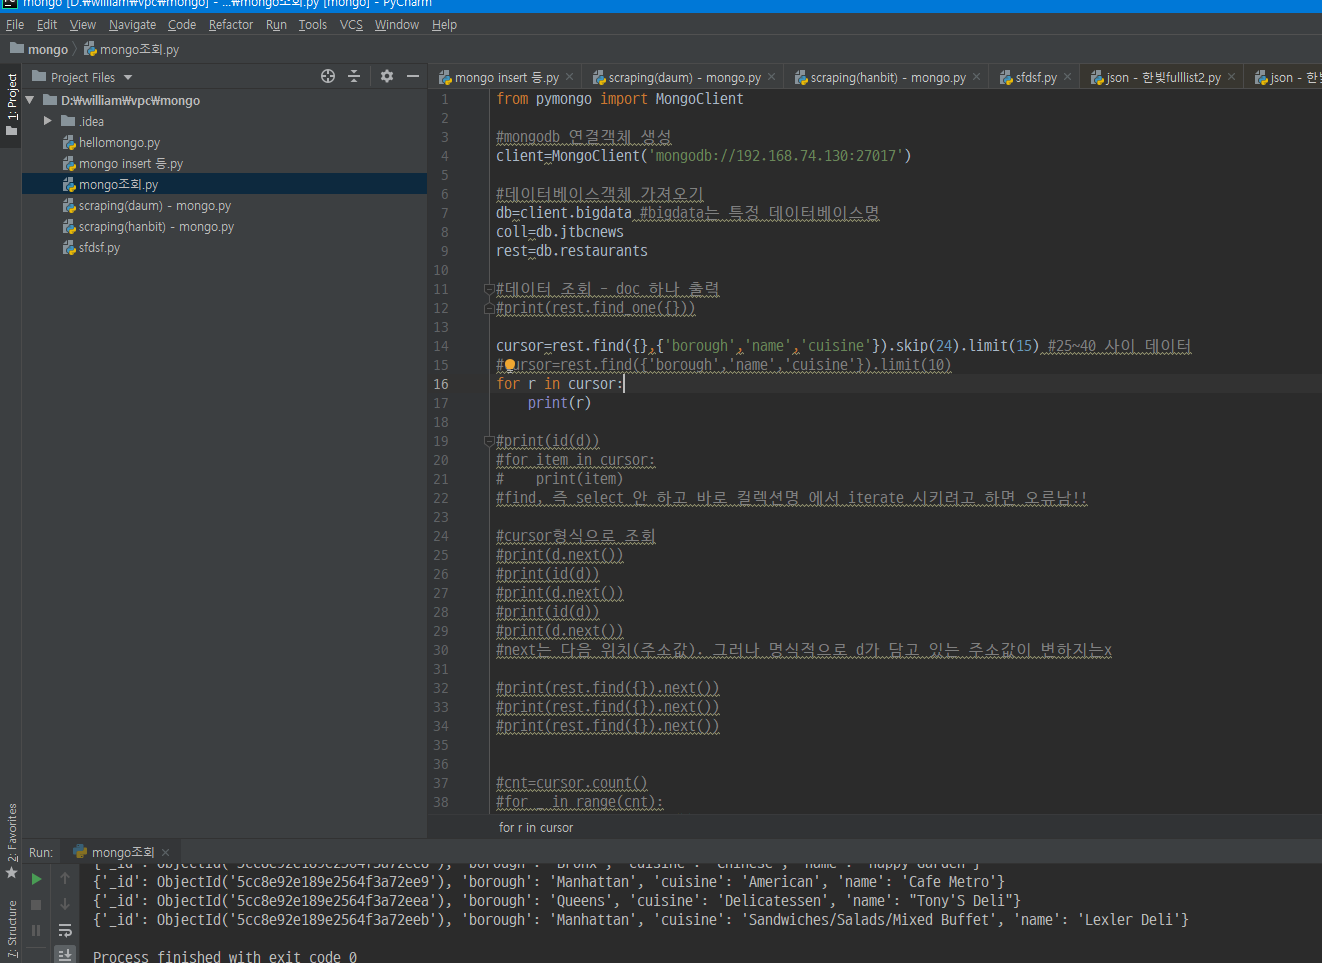 mongo [D:₩william₩vpc₩mongo] - ...₩mongo조회.py [mongo] - PyCharm
File Edit View Navigate Code Refactor Run Tools VCS Window Help
mongo mongo조회.py
1: Project
Project Files
D:₩william₩vpc₩mongo
.idea
hellomongo.py
mongo insert 등.py
mongo조회.py
scraping(daum) - mongo.py
scraping(hanbit) - mongo.py
sfdsf.py
mongo insert 등.py scraping(daum) - mongo.py scraping(hanbit) - mongo.py sfdsf.py json - 한빛fulllist2.py json - 한
1 from pymongo import MongoClient
2
3 #mongodb 연결객체 생성
4 client=MongoClient('mongodb://192.168.74.130:27017')
5
6 #데이터베이스객체 가져오기
7 db=client.bigdata #bigdata는 특정 데이터베이스명
8 coll=db.jtbcnews
9 rest=db.restaurants
10
11 #데이터 조회 - doc 하나 출력
12 #print(rest.find_one({}))
13
14 cursor=rest.find({},{'borough','name','cuisine'}).skip(24).limit(15) #25~40 사이 데이터
15 #cursor=rest.find({'borough','name','cuisine'}).limit(10)
16 for r in cursor:
17     print(r)
18
19 #print(id(d))
20 #for item in cursor:
21 #    print(item)
22 #find, 즉 select 안 하고 바로 컬렉션명 에서 iterate 시키려고 하면 오류남!!
23
24 #cursor형식으로 조회
25 #print(d.next())
26 #print(id(d))
27 #print(d.next())
28 #print(id(d))
29 #print(d.next())
30 #next는 다음 위치(주소값). 그러나 명식적으로 d가 담고 있는 주소값이 변하지는x
31
32 #print(rest.find({}).next())
33 #print(rest.find({}).next())
34 #print(rest.find({}).next())
35
36
37 #cnt=cursor.count()
38 #for _ in range(cnt):
for r in cursor
2: Favorites
7: Structure
Run: mongo조회
{'_id': ObjectId('5cc8e92e189e2564f3a72ee8'), 'borough': 'Bronx', 'cuisine': 'Chinese', 'name': 'Happy Garden'}
{'_id': ObjectId('5cc8e92e189e2564f3a72ee9'), 'borough': 'Manhattan', 'cuisine': 'American', 'name': 'Cafe Metro'}
{'_id': ObjectId('5cc8e92e189e2564f3a72eea'), 'borough': 'Queens', 'cuisine': 'Delicatessen', 'name': "Tony'S Deli"}
{'_id': ObjectId('5cc8e92e189e2564f3a72eeb'), 'borough': 'Manhattan', 'cuisine': 'Sandwiches/Salads/Mixed Buffet', 'name': 'Lexler Deli'}
Process finished with exit code 0